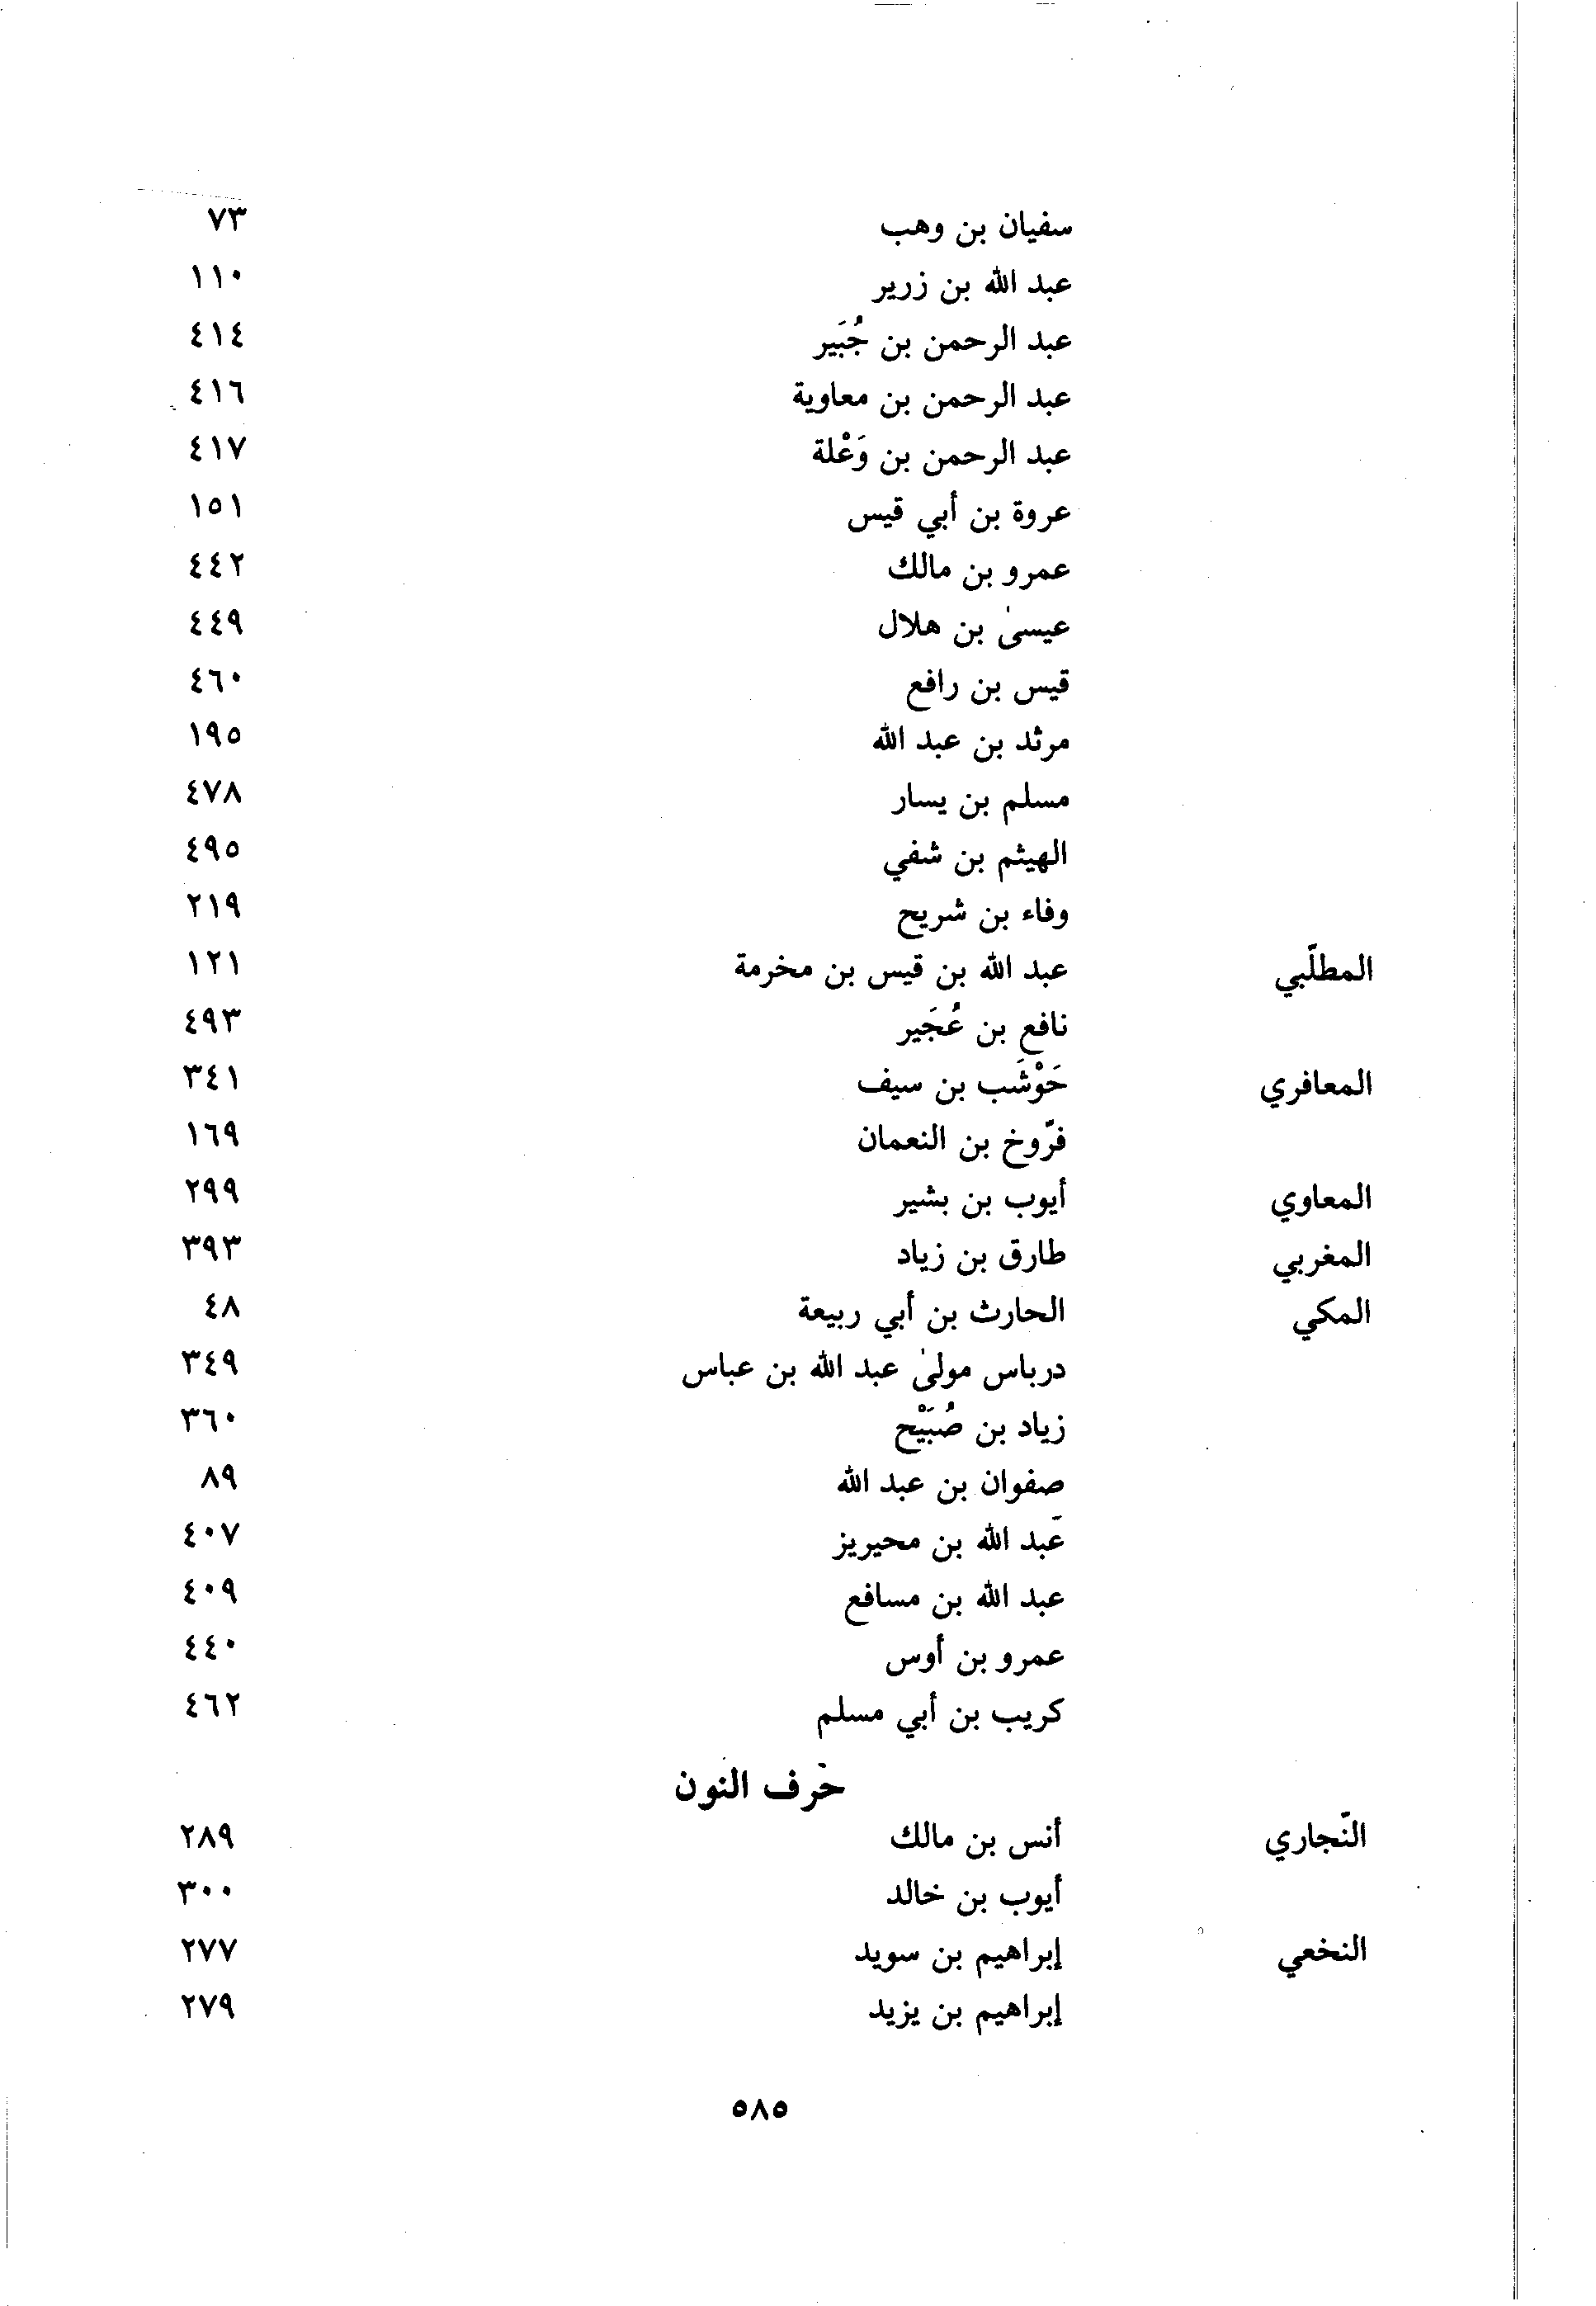 سفيان بن وهب ٧٣
عبد الله بن زرير ١١٠
عبد الرحمن بن جُبَير ٤١٤
عبد الرحمن بن معاوية ٤١٦
عبد الرحمن بن وَعْلة ٤١٧
عروة بن أبي قيس ١٥١
عمرو بن مالك ٤٤٢
عيسىٰ بن هلال ٤٤٩
قيس بن رافع ٤٦٠
مرثد بن عبد الله ١٩٥
مسلم بن يسار ٤٧٨
الهيثم بن شفي ٤٩٥
وفاء بن شريح ٢١٩
المطلّبي عبد الله بن قيس بن مخرمة ١٢١
نافع بن عُجَير ٤٩٣
المعافري حَوْشَب بن سيف ٣٤١
فرّوخ بن النعمان ١٦٩
المعاوي أيوب بن بشير ٢٩٩
المغربي طارق بن زياد ٣٩٣
المكي الحارث بن أبي ربيعة ٤٨
درباس مولىٰ عبد الله بن عباس ٣٤٩
زياد بن صُبَيْح ٣٦٠
صفوان بن عبد الله ٨٩
عَبد الله بن محيريز ٤٠٧
عبد الله بن مسافع ٤٠٩
عمرو بن أوس ٤٤٠
كريب بن أبي مسلم ٤٦٢
حرف النون
النّجاري أنس بن مالك ٢٨٩
أيوب بن خالد ٣٠٠
النخعي إبراهيم بن سويد ٢٧٧
إبراهيم بن يزيد ٢٧٩
٥٨٥